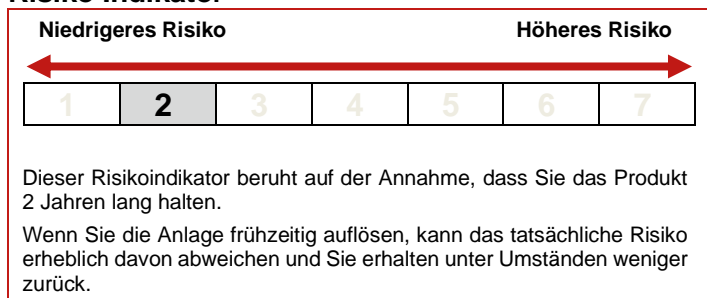 Risiko-Indikator
Niedrigeres Risiko Höheres Risiko
1 2 3 4 5 6 7
Dieser Risikoindikator beruht auf der Annahme, dass Sie das Produkt
2 Jahren lang halten.
Wenn Sie die Anlage frühzeitig auflösen, kann das tatsächliche Risiko
erheblich davon abweichen und Sie erhalten unter Umständen weniger
zurück.